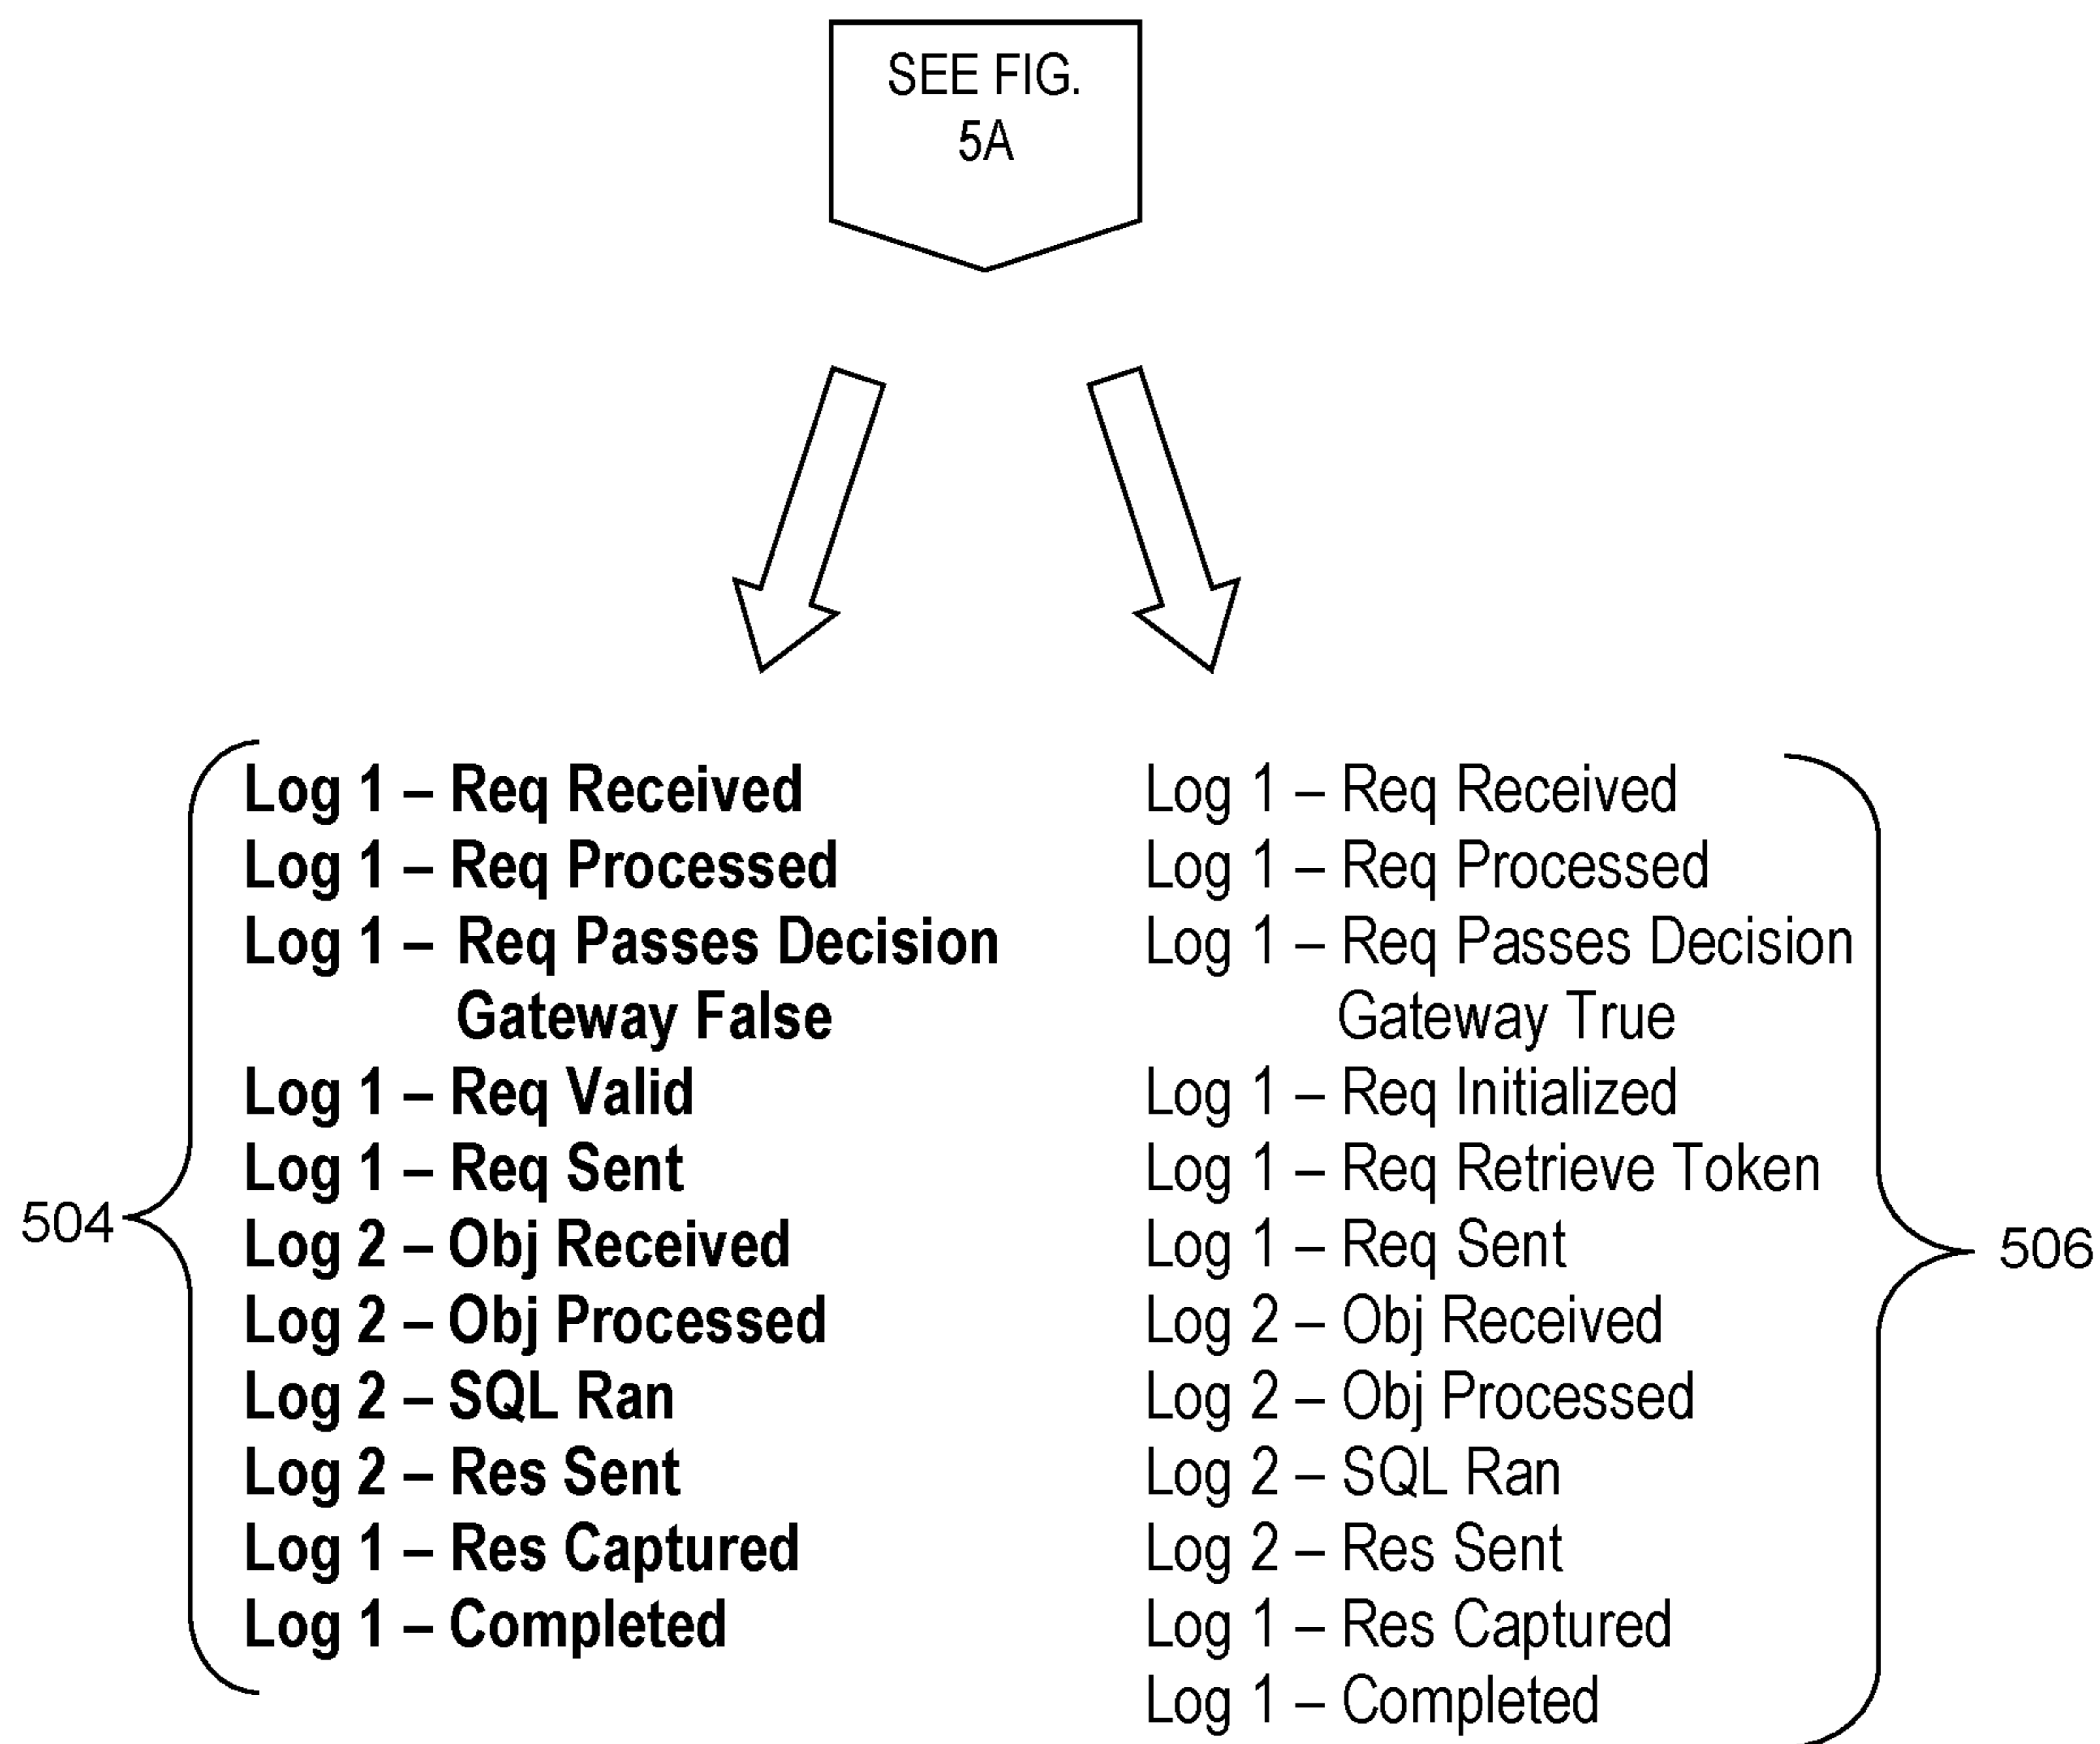 SEE FIG.
5A
504
Log 1 – Req Received
Log 1 – Req Processed
Log 1 – Req Passes Decision
Gateway False
Log 1 – Req Valid
Log 1 – Req Sent
Log 2 – Obj Received
Log 2 – Obj Processed
Log 2 – SQL Ran
Log 2 – Res Sent
Log 1 – Res Captured
Log 1 – Completed
Log 1 – Req Received
Log 1 – Req Processed
Log 1 – Req Passes Decision
Gateway True
Log 1 – Req Initialized
Log 1 – Req Retrieve Token
Log 1 – Req Sent
Log 2 – Obj Received
Log 2 – Obj Processed
Log 2 – SQL Ran
Log 2 – Res Sent
Log 1 – Res Captured
Log 1 – Completed
506